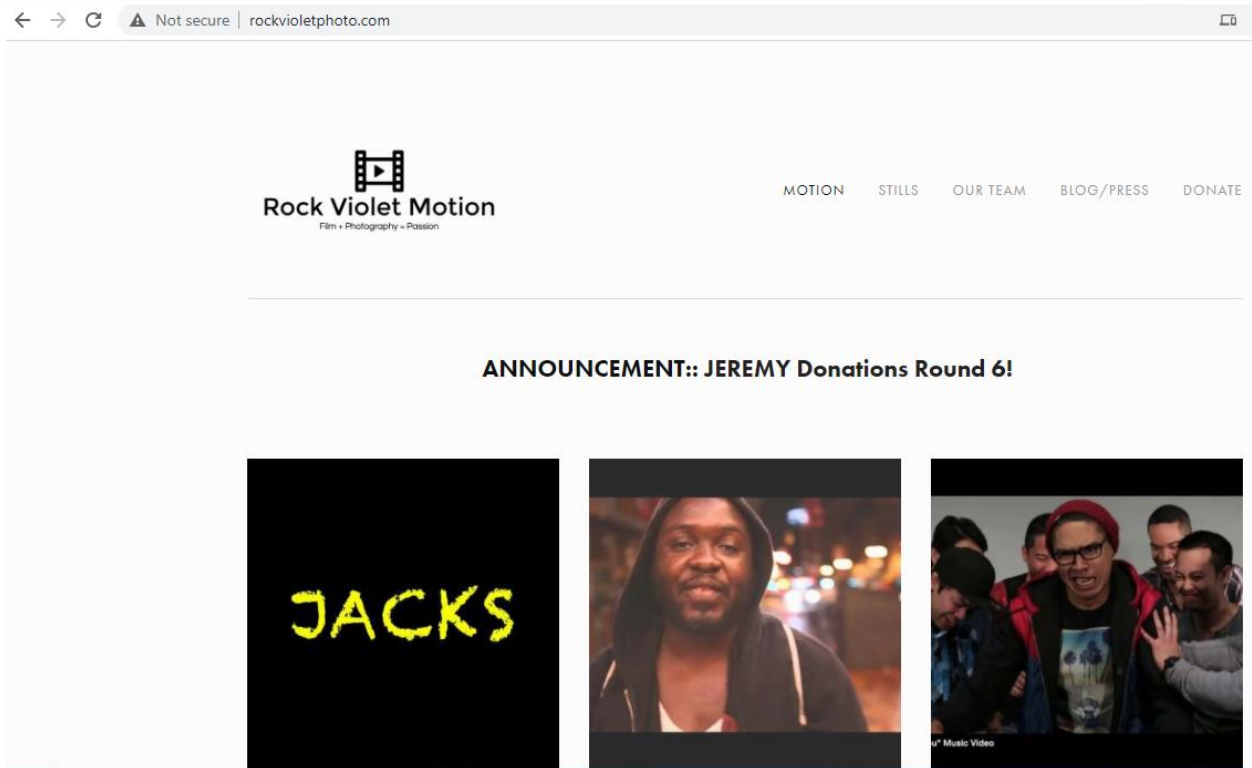 Not secure | rockvioletphoto.com
Rock Violet Motion
Film + Photography = Passion
MOTION STILLS OUR TEAM BLOG/PRESS DONATE
ANNOUNCEMENT:: JEREMY Donations Round 6!
JACKS
u" Music Video